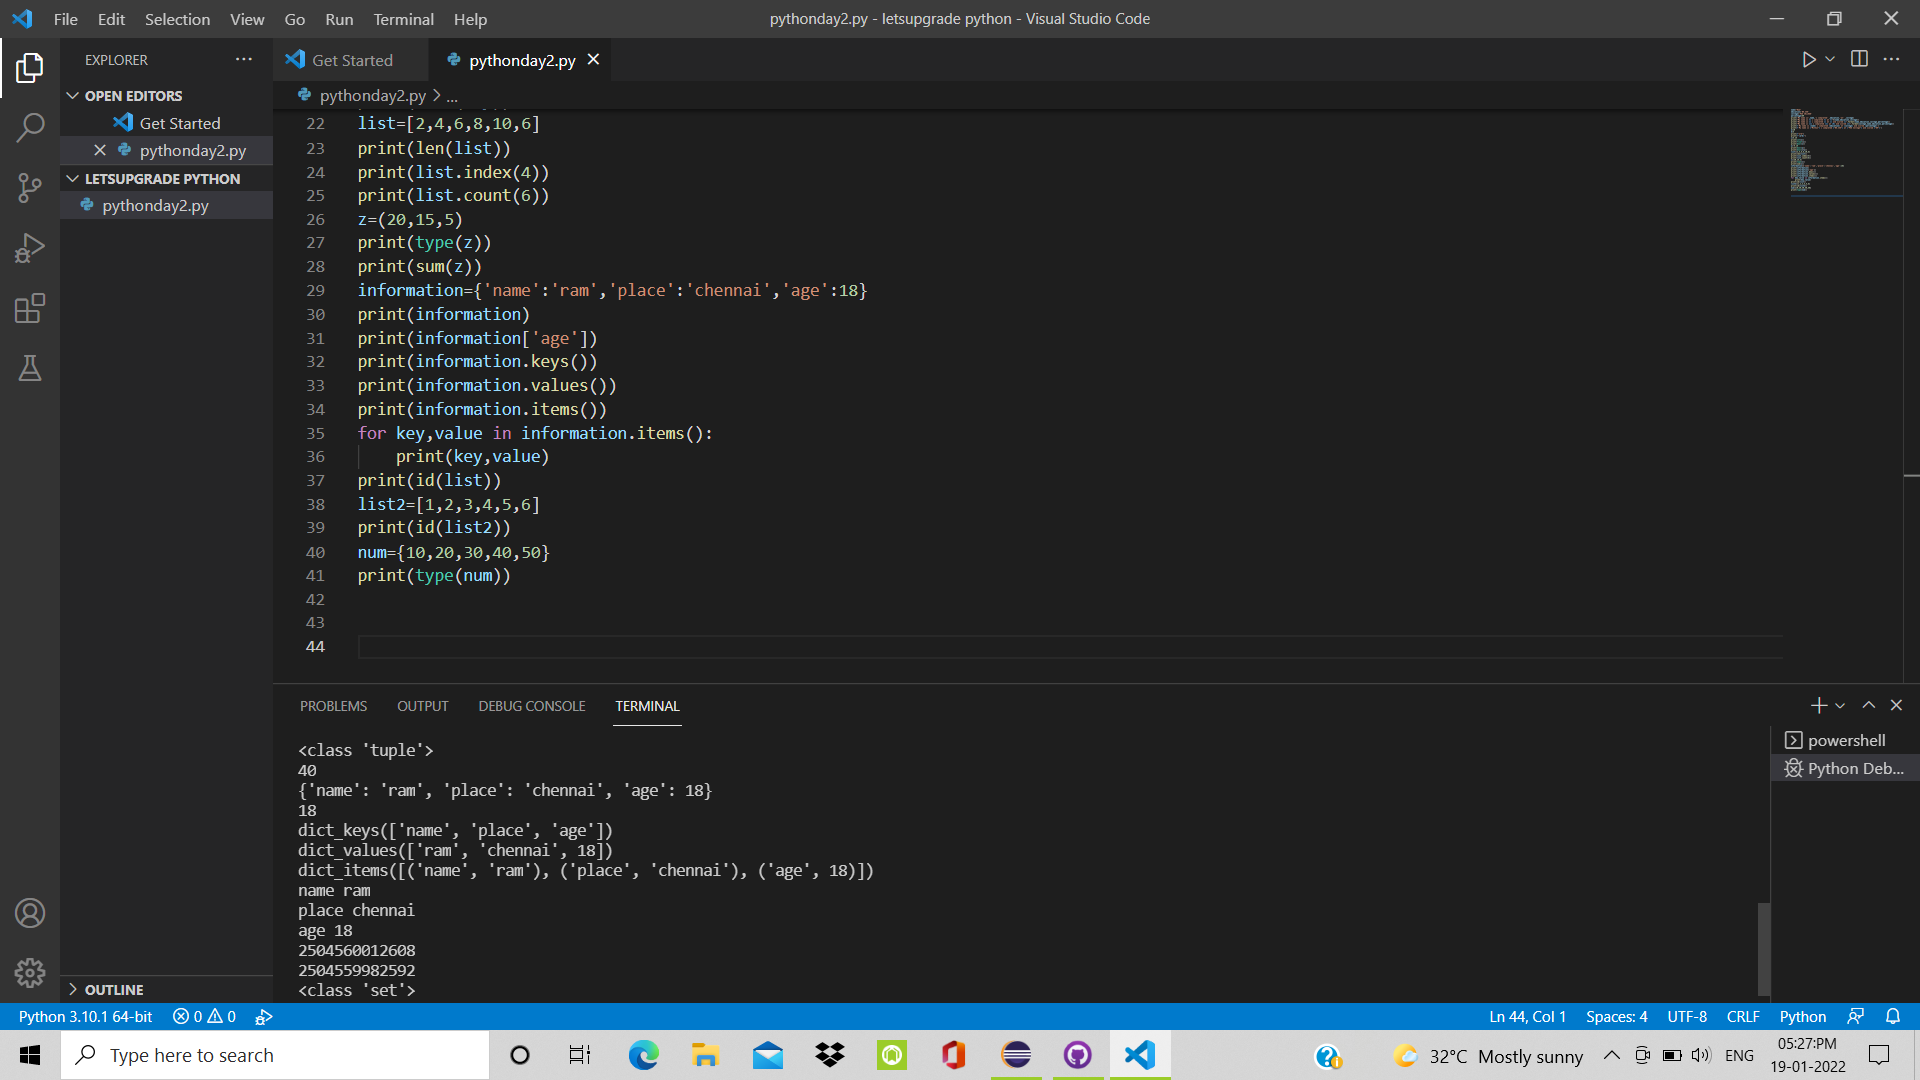 File Edit Selection View Go Run Terminal Help
pythonday2.py - letsupgrade python - Visual Studio Code
EXPLORER
Get Started
pythonday2.py
OPEN EDITORS
Get Started
pythonday2.py
LETSUPGRADE PYTHON
pythonday2.py
OUTLINE
pythonday2.py > ...
22 list=[2,4,6,8,10,6]
23 print(len(list))
24 print(list.index(4))
25 print(list.count(6))
26 z=(20,15,5)
27 print(type(z))
28 print(sum(z))
29 information={'name':'ram','place':'chennai','age':18}
30 print(information)
31 print(information['age'])
32 print(information.keys())
33 print(information.values())
34 print(information.items())
35 for key,value in information.items():
36     print(key,value)
37 print(id(list))
38 list2=[1,2,3,4,5,6]
39 print(id(list2))
40 num={10,20,30,40,50}
41 print(type(num))
42
43
44
PROBLEMS OUTPUT DEBUG CONSOLE TERMINAL
<class 'tuple'>
40
{'name': 'ram', 'place': 'chennai', 'age': 18}
18
dict_keys(['name', 'place', 'age'])
dict_values(['ram', 'chennai', 18])
dict_items([('name', 'ram'), ('place', 'chennai'), ('age', 18)])
name ram
place chennai
age 18
2504560012608
2504559982592
<class 'set'>
powershell
Python Deb...
Python 3.10.1 64-bit 0 0
Ln 44, Col 1 Spaces: 4 UTF-8 CRLF Python
Type here to search
32°C Mostly sunny
ENG
05:27:PM
19-01-2022